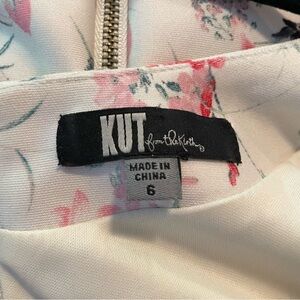 KUT from the Kloth
MADE IN
CHINA
6